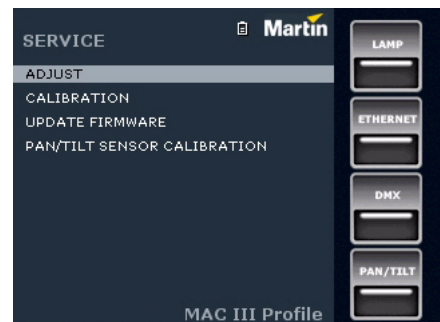 SERVICE
Martin
ADJUST
CALIBRATION
UPDATE FIRMWARE
PAN/TILT SENSOR CALIBRATION
MAC III Profile
LAMP
ETHERNET
DMX
PAN/TILT